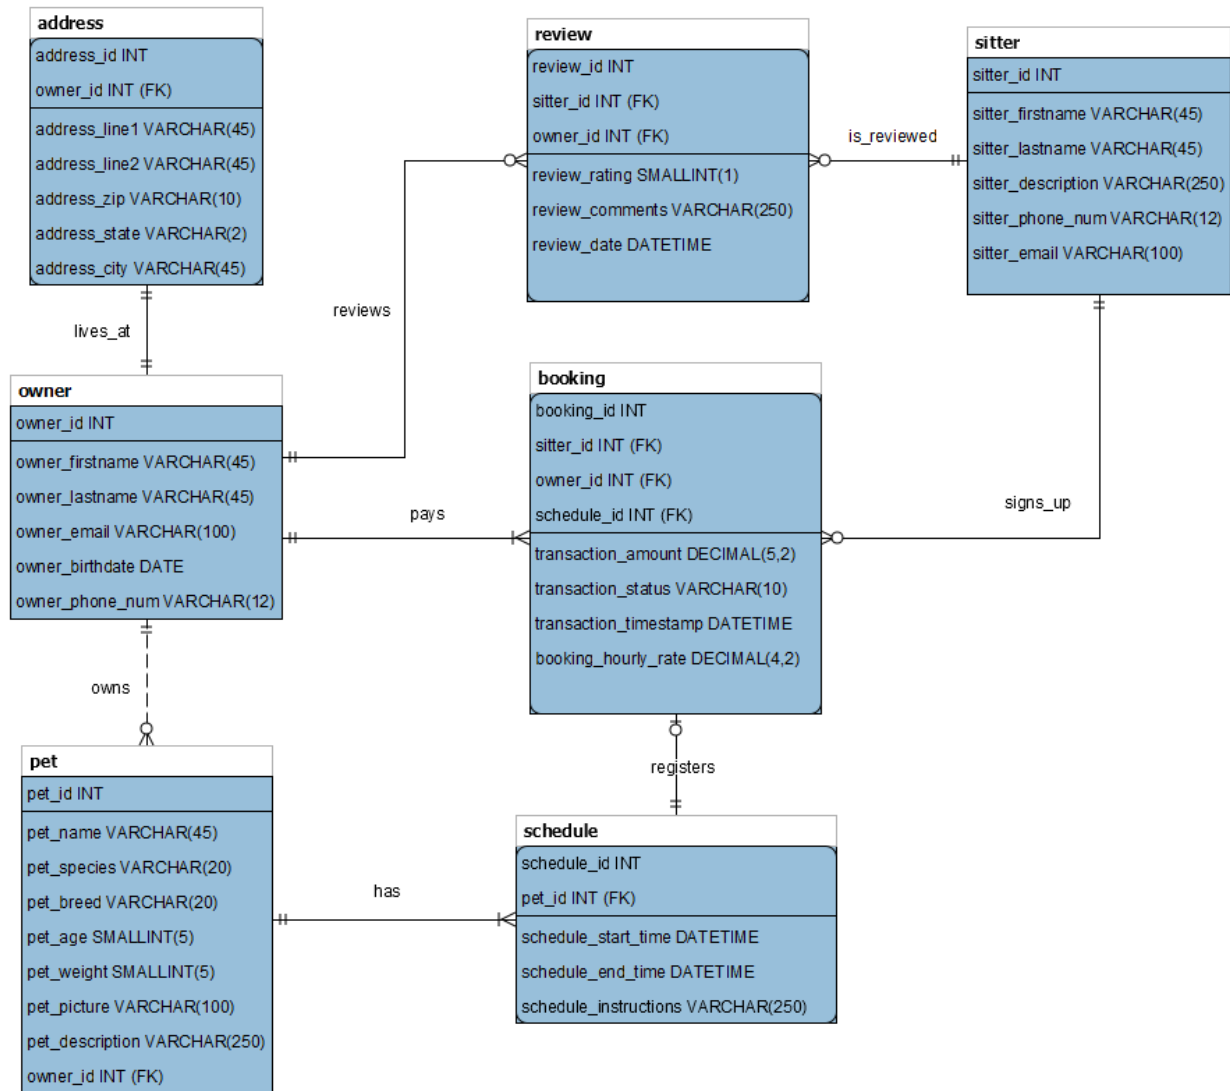 address
address_id INT
owner_id INT (FK)
address_line1 VARCHAR(45)
address_line2 VARCHAR(45)
address_zip VARCHAR(10)
address_state VARCHAR(2)
address_city VARCHAR(45)
lives_at
owner
owner_id INT
owner_firstname VARCHAR(45)
owner_lastname VARCHAR(45)
owner_email VARCHAR(100)
owner_birthdate DATE
owner_phone_num VARCHAR(12)
owns
pet
pet_id INT
pet_name VARCHAR(45)
pet_species VARCHAR(20)
pet_breed VARCHAR(20)
pet_age SMALLINT(5)
pet_weight SMALLINT(5)
pet_picture VARCHAR(100)
pet_description VARCHAR(250)
owner_id INT (FK)
reviews
pays
has
review
review_id INT
sitter_id INT (FK)
owner_id INT (FK)
review_rating SMALLINT(1)
review_comments VARCHAR(250)
review_date DATETIME
booking
booking_id INT
sitter_id INT (FK)
owner_id INT (FK)
schedule_id INT (FK)
transaction_amount DECIMAL(5,2)
transaction_status VARCHAR(10)
transaction_timestamp DATETIME
booking_hourly_rate DECIMAL(4,2)
registers
schedule
schedule_id INT
pet_id INT (FK)
schedule_start_time DATETIME
schedule_end_time DATETIME
schedule_instructions VARCHAR(250)
is_reviewed
sitter
sitter_id INT
sitter_firstname VARCHAR(45)
sitter_lastname VARCHAR(45)
sitter_description VARCHAR(250)
sitter_phone_num VARCHAR(12)
sitter_email VARCHAR(100)
signs_up